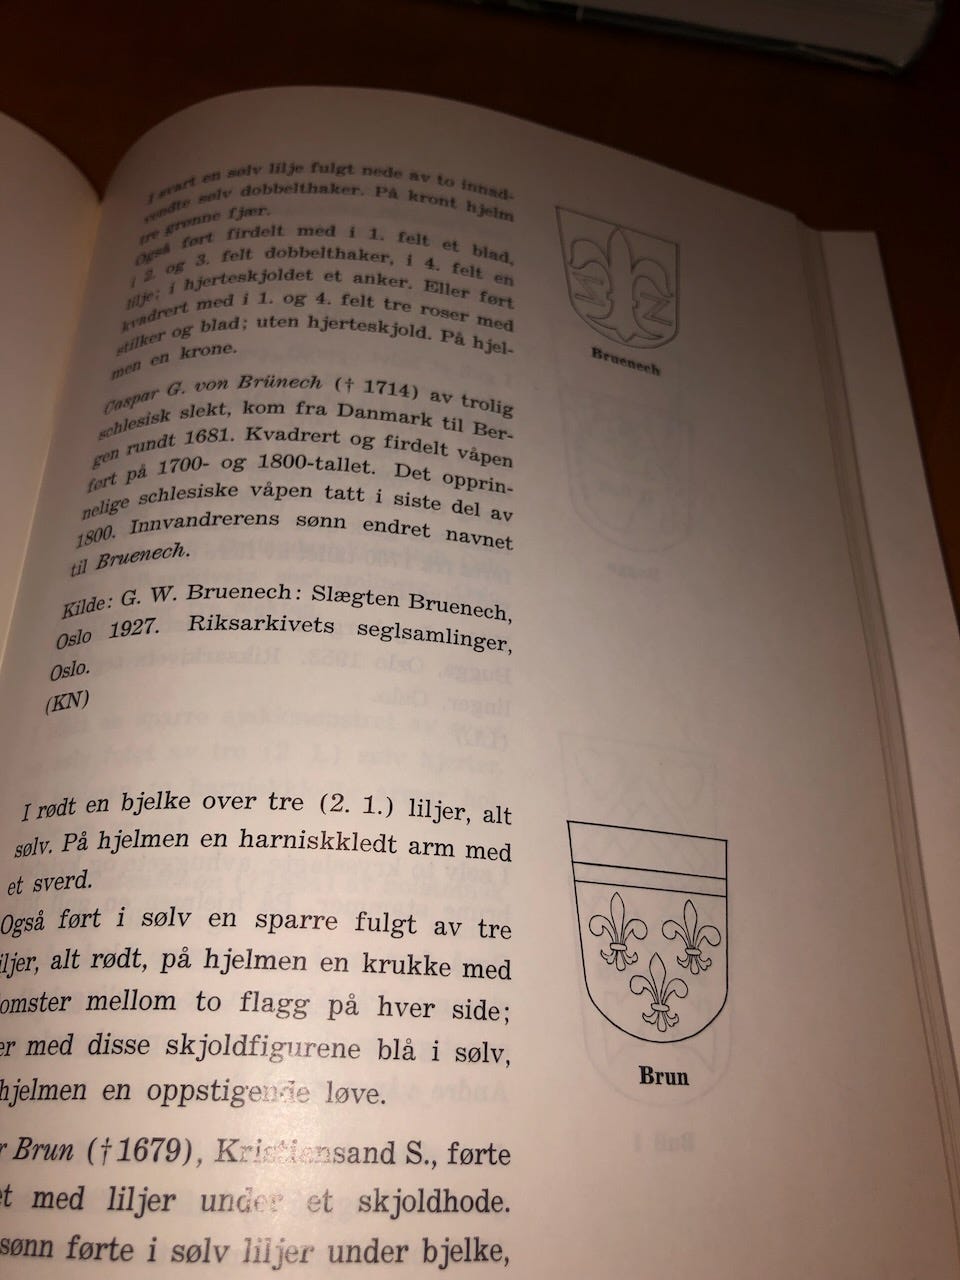 I svart en sølv lilje fulgt nede av to innad-
vendte sølv dobbelthaker. På kront hjelm
tre grønne fjær.
Også ført firdelt med i 1. felt et blad,
i 2. og 3. felt dobbelthaker, i 4. felt en
lilje; i hjerteskjoldet et anker. Eller ført
kvadrert med i 1. og 4. felt tre roser med
stilker og blad; uten hjerteskjold. På hjel-
men en krone.
Caspar G. von Brünech († 1714) av trolig
schlesisk slekt, kom fra Danmark til Ber-
gen rundt 1681. Kvadrert og firdelt våpen
ført på 1700- og 1800-tallet. Det opprin-
nelige schlesiske våpen tatt i siste del av
1800. Innvandrerens sønn endret navnet
til Bruenech.
Kilde: G. W. Bruenech: Slægten Bruenech,
Oslo 1927. Riksarkivets seglsamlinger,
Oslo.
(KN)
Bruenech
I rødt en bjelke over tre (2. 1.) liljer, alt
sølv. På hjelmen en harniskkledt arm med
et sverd.
Også ført i sølv en sparre fulgt av tre
iljer, alt rødt, på hjelmen en krukke med
omster mellom to flagg på hver side;
er med disse skjoldfigurene blå i sølv,
hjelmen en oppstigende løve.
r Brun (†1679), Kristiansand S., førte
et med liljer under et skjoldhode.
sønn førte i sølv liljer under bjelke,
Brun